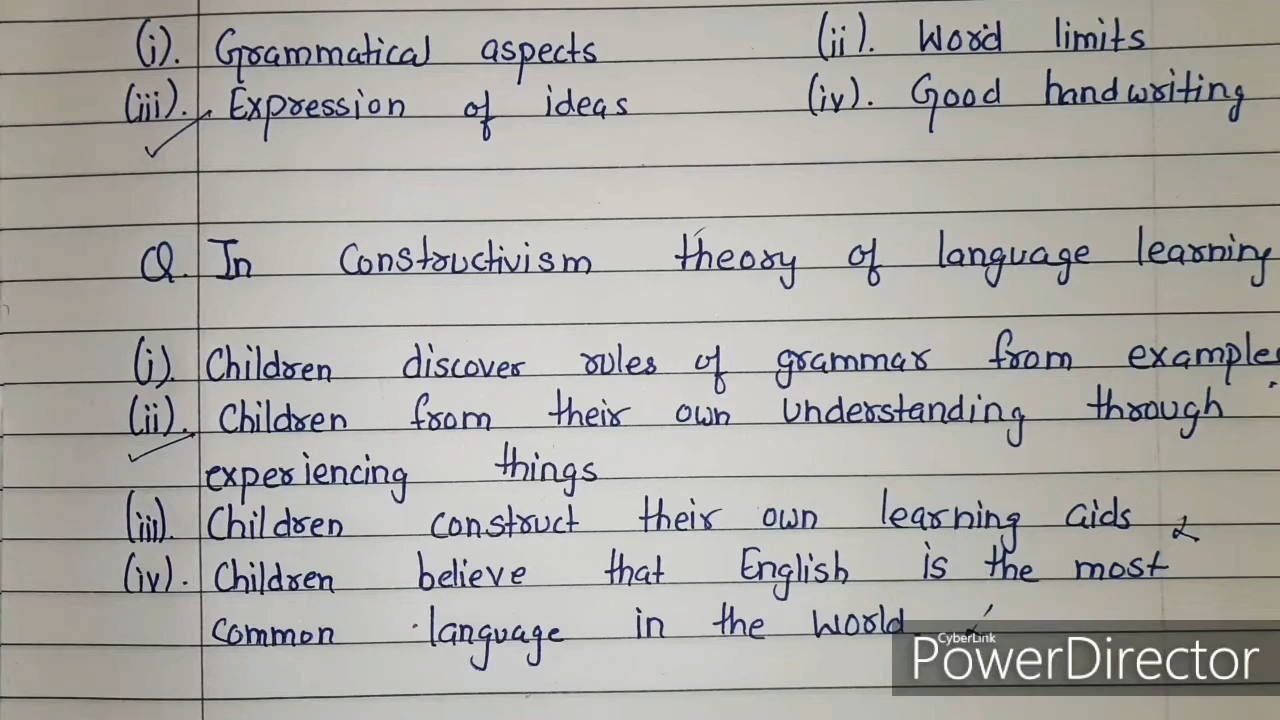 (i). Grammatical aspects (ii). Word limits
(iii). Expression of ideas (iv). Good handwriting
Q. In Constructivism theory of language learning
(i). Children discover rules of grammar from examples
(ii). Children from their own understanding through
experiencing things
(iii). Children construct their own learning aids
(iv). Children believe that English is the most
common language in the world.
CyberLink
PowerDirector